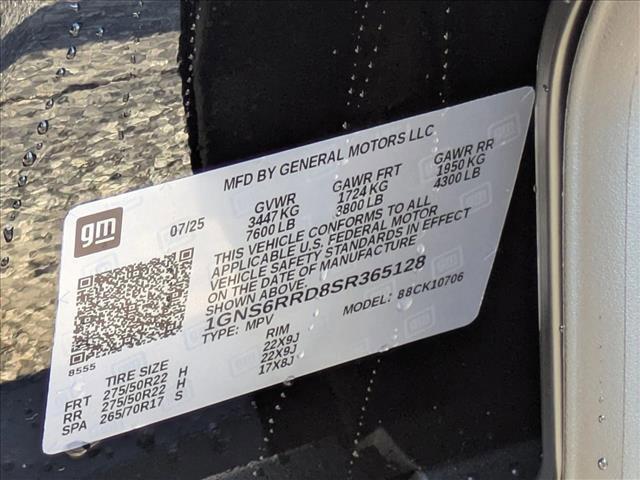 MFD BY GENERAL MOTORS LLC
gm
07/25
GVWR GAWR FRT GAWR RR
3447 KG 1724 KG 1950 KG
7600 LB 3800 LB 4300 LB
THIS VEHICLE CONFORMS TO ALL
APPLICABLE U.S. FEDERAL MOTOR
VEHICLE SAFETY STANDARDS IN EFFECT
ON THE DATE OF MANUFACTURE
SHOWN ABOVE.
1GNS6RRD8SR365128
TYPE: MPV MODEL: 88CK10706
8555
TIRE SIZE RIM
FRT 275/50R22 H 22X9J
RR 275/50R22 H 22X9J
SPA 265/70R17 S 17X8J